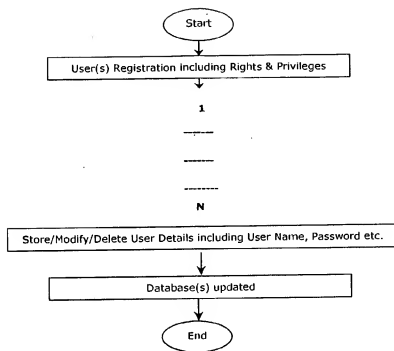 Start
User(s) Registration including Rights & Privileges
1
------
-------
--------
N
Store/Modify/Delete User Details including User Name, Password etc.
Database(s) updated
End